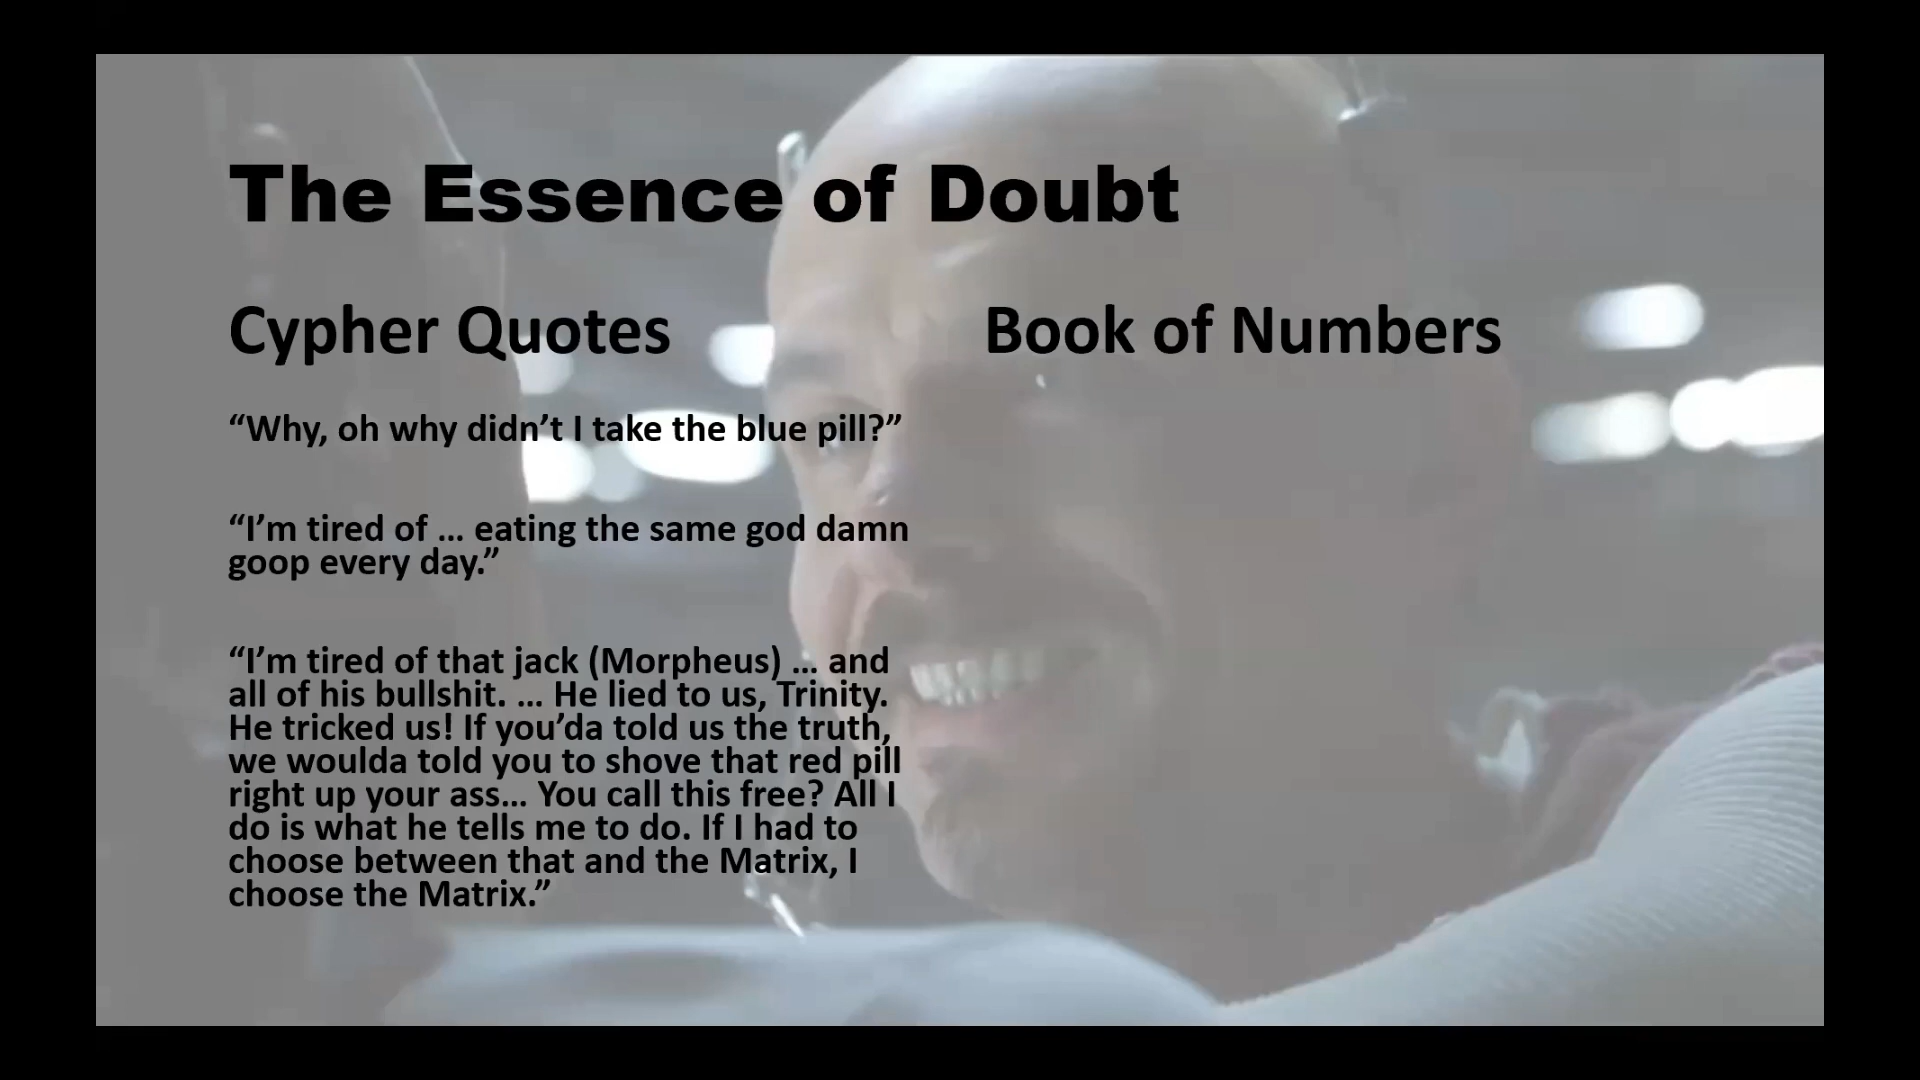 The Essence of Doubt
Cypher Quotes
“Why, oh why didn’t I take the blue pill?”
“I’m tired of … eating the same god damn
goop every day.”
“I’m tired of that jack (Morpheus) … and
all of his bullshit. … He lied to us, Trinity.
He tricked us! If you’da told us the truth,
we woulda told you to shove that red pill
right up your ass… You call this free? All I
do is what he tells me to do. If I had to
choose between that and the Matrix, I
choose the Matrix.”
Book of Numbers